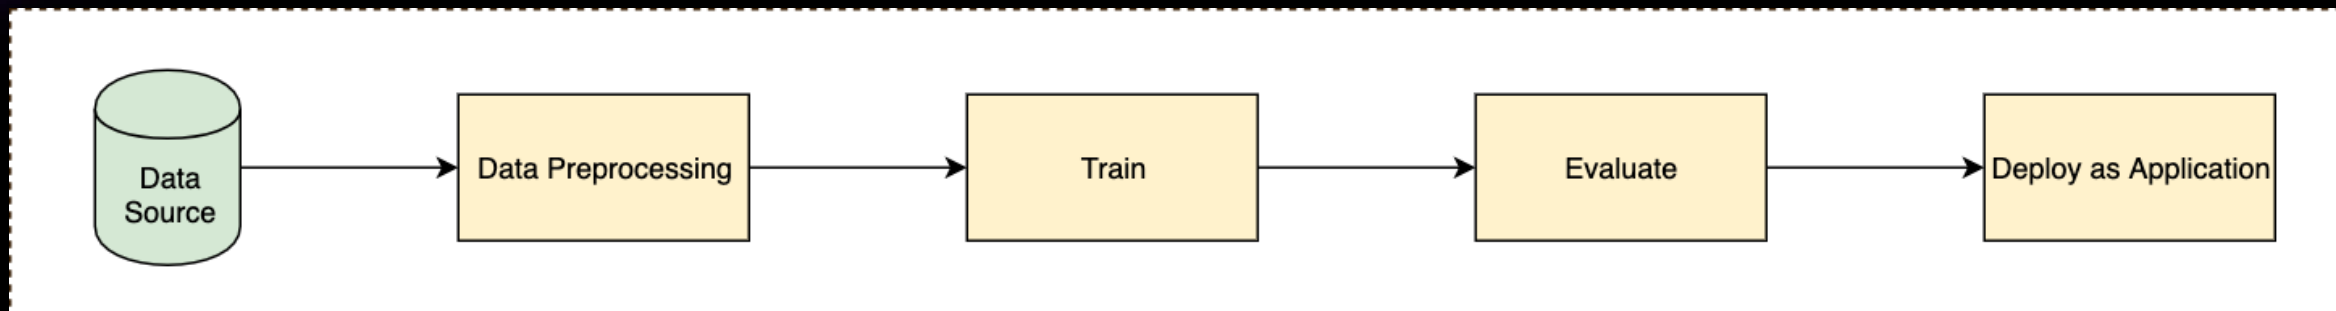 Data
Source
Data Preprocessing
Train
Evaluate
Deploy as Application